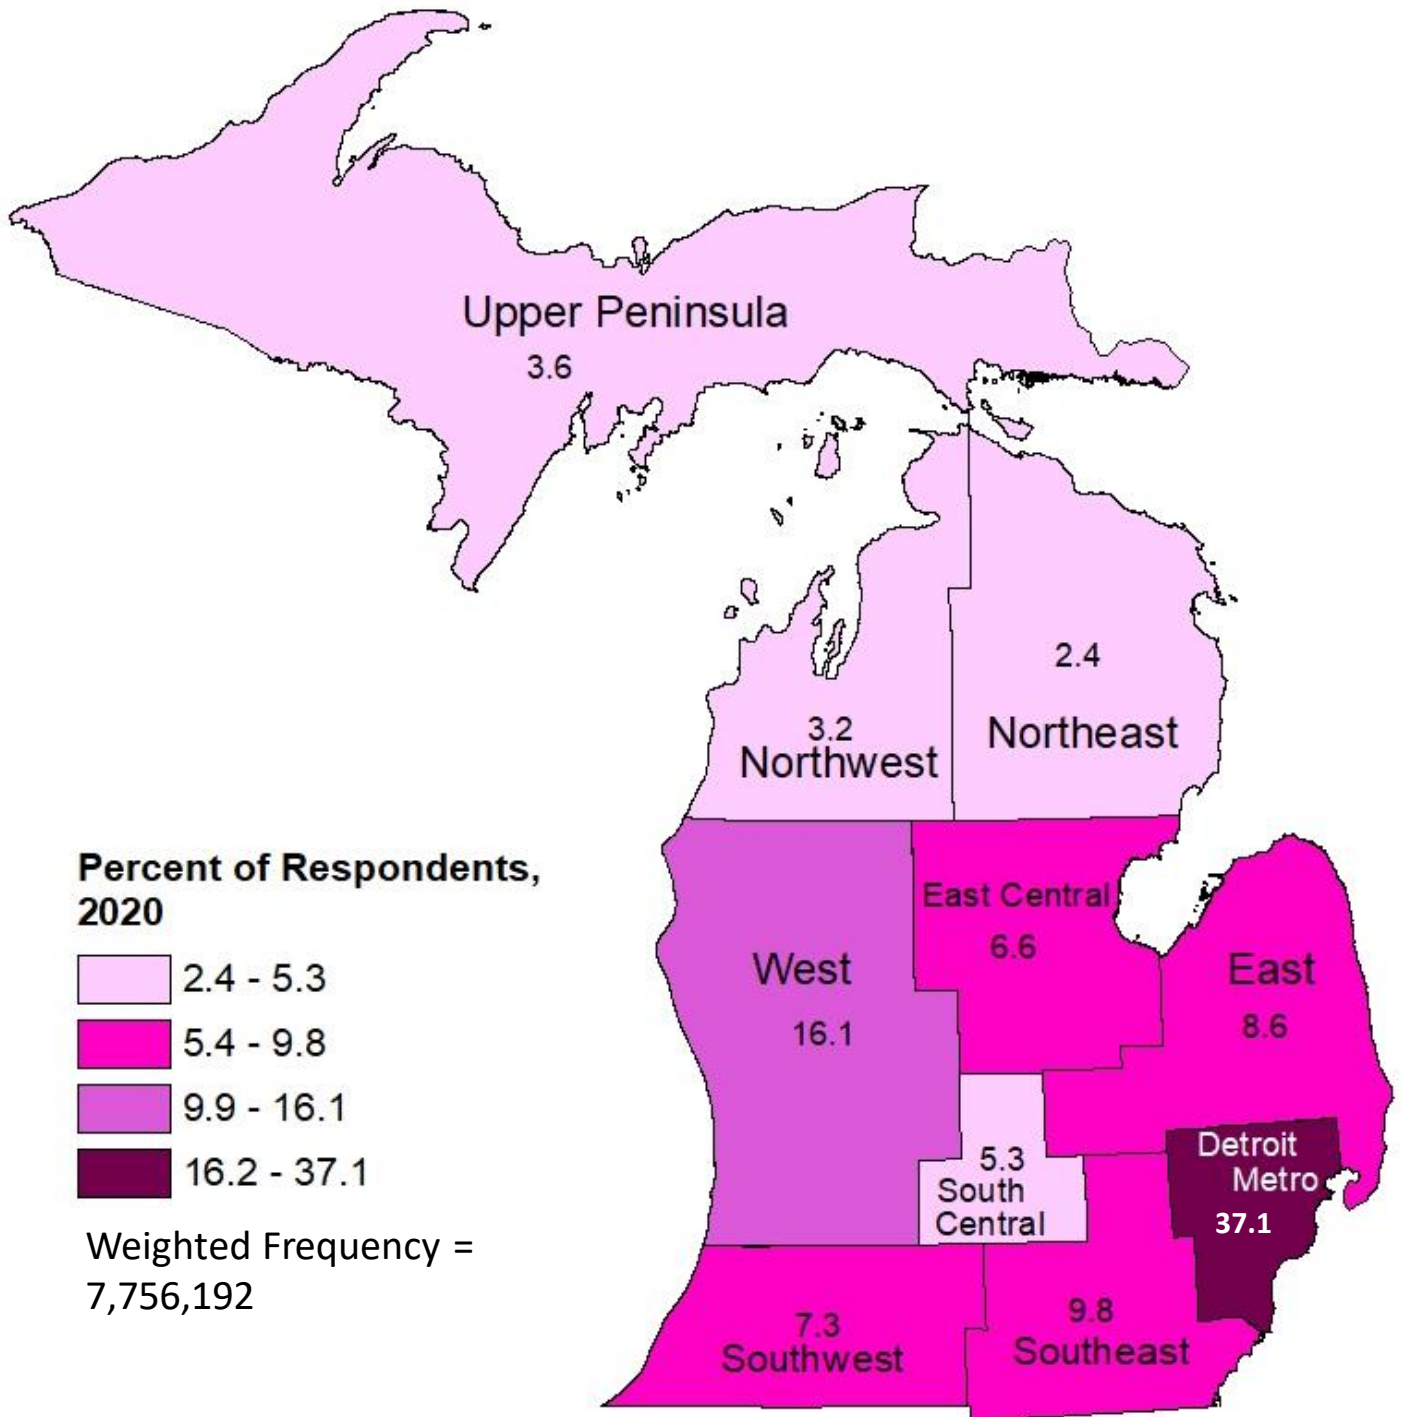 Upper Peninsula
3.6
2.4
Northeast
3.2
Northwest
Percent of Respondents,
2020
2.4 - 5.3
5.4 - 9.8
9.9 - 16.1
16.2 - 37.1
Weighted Frequency =
7,756,192
East Central
6.6
West
16.1
East
8.6
Detroit
Metro
37.1
5.3
South
Central
7.3
Southwest
9.8
Southeast